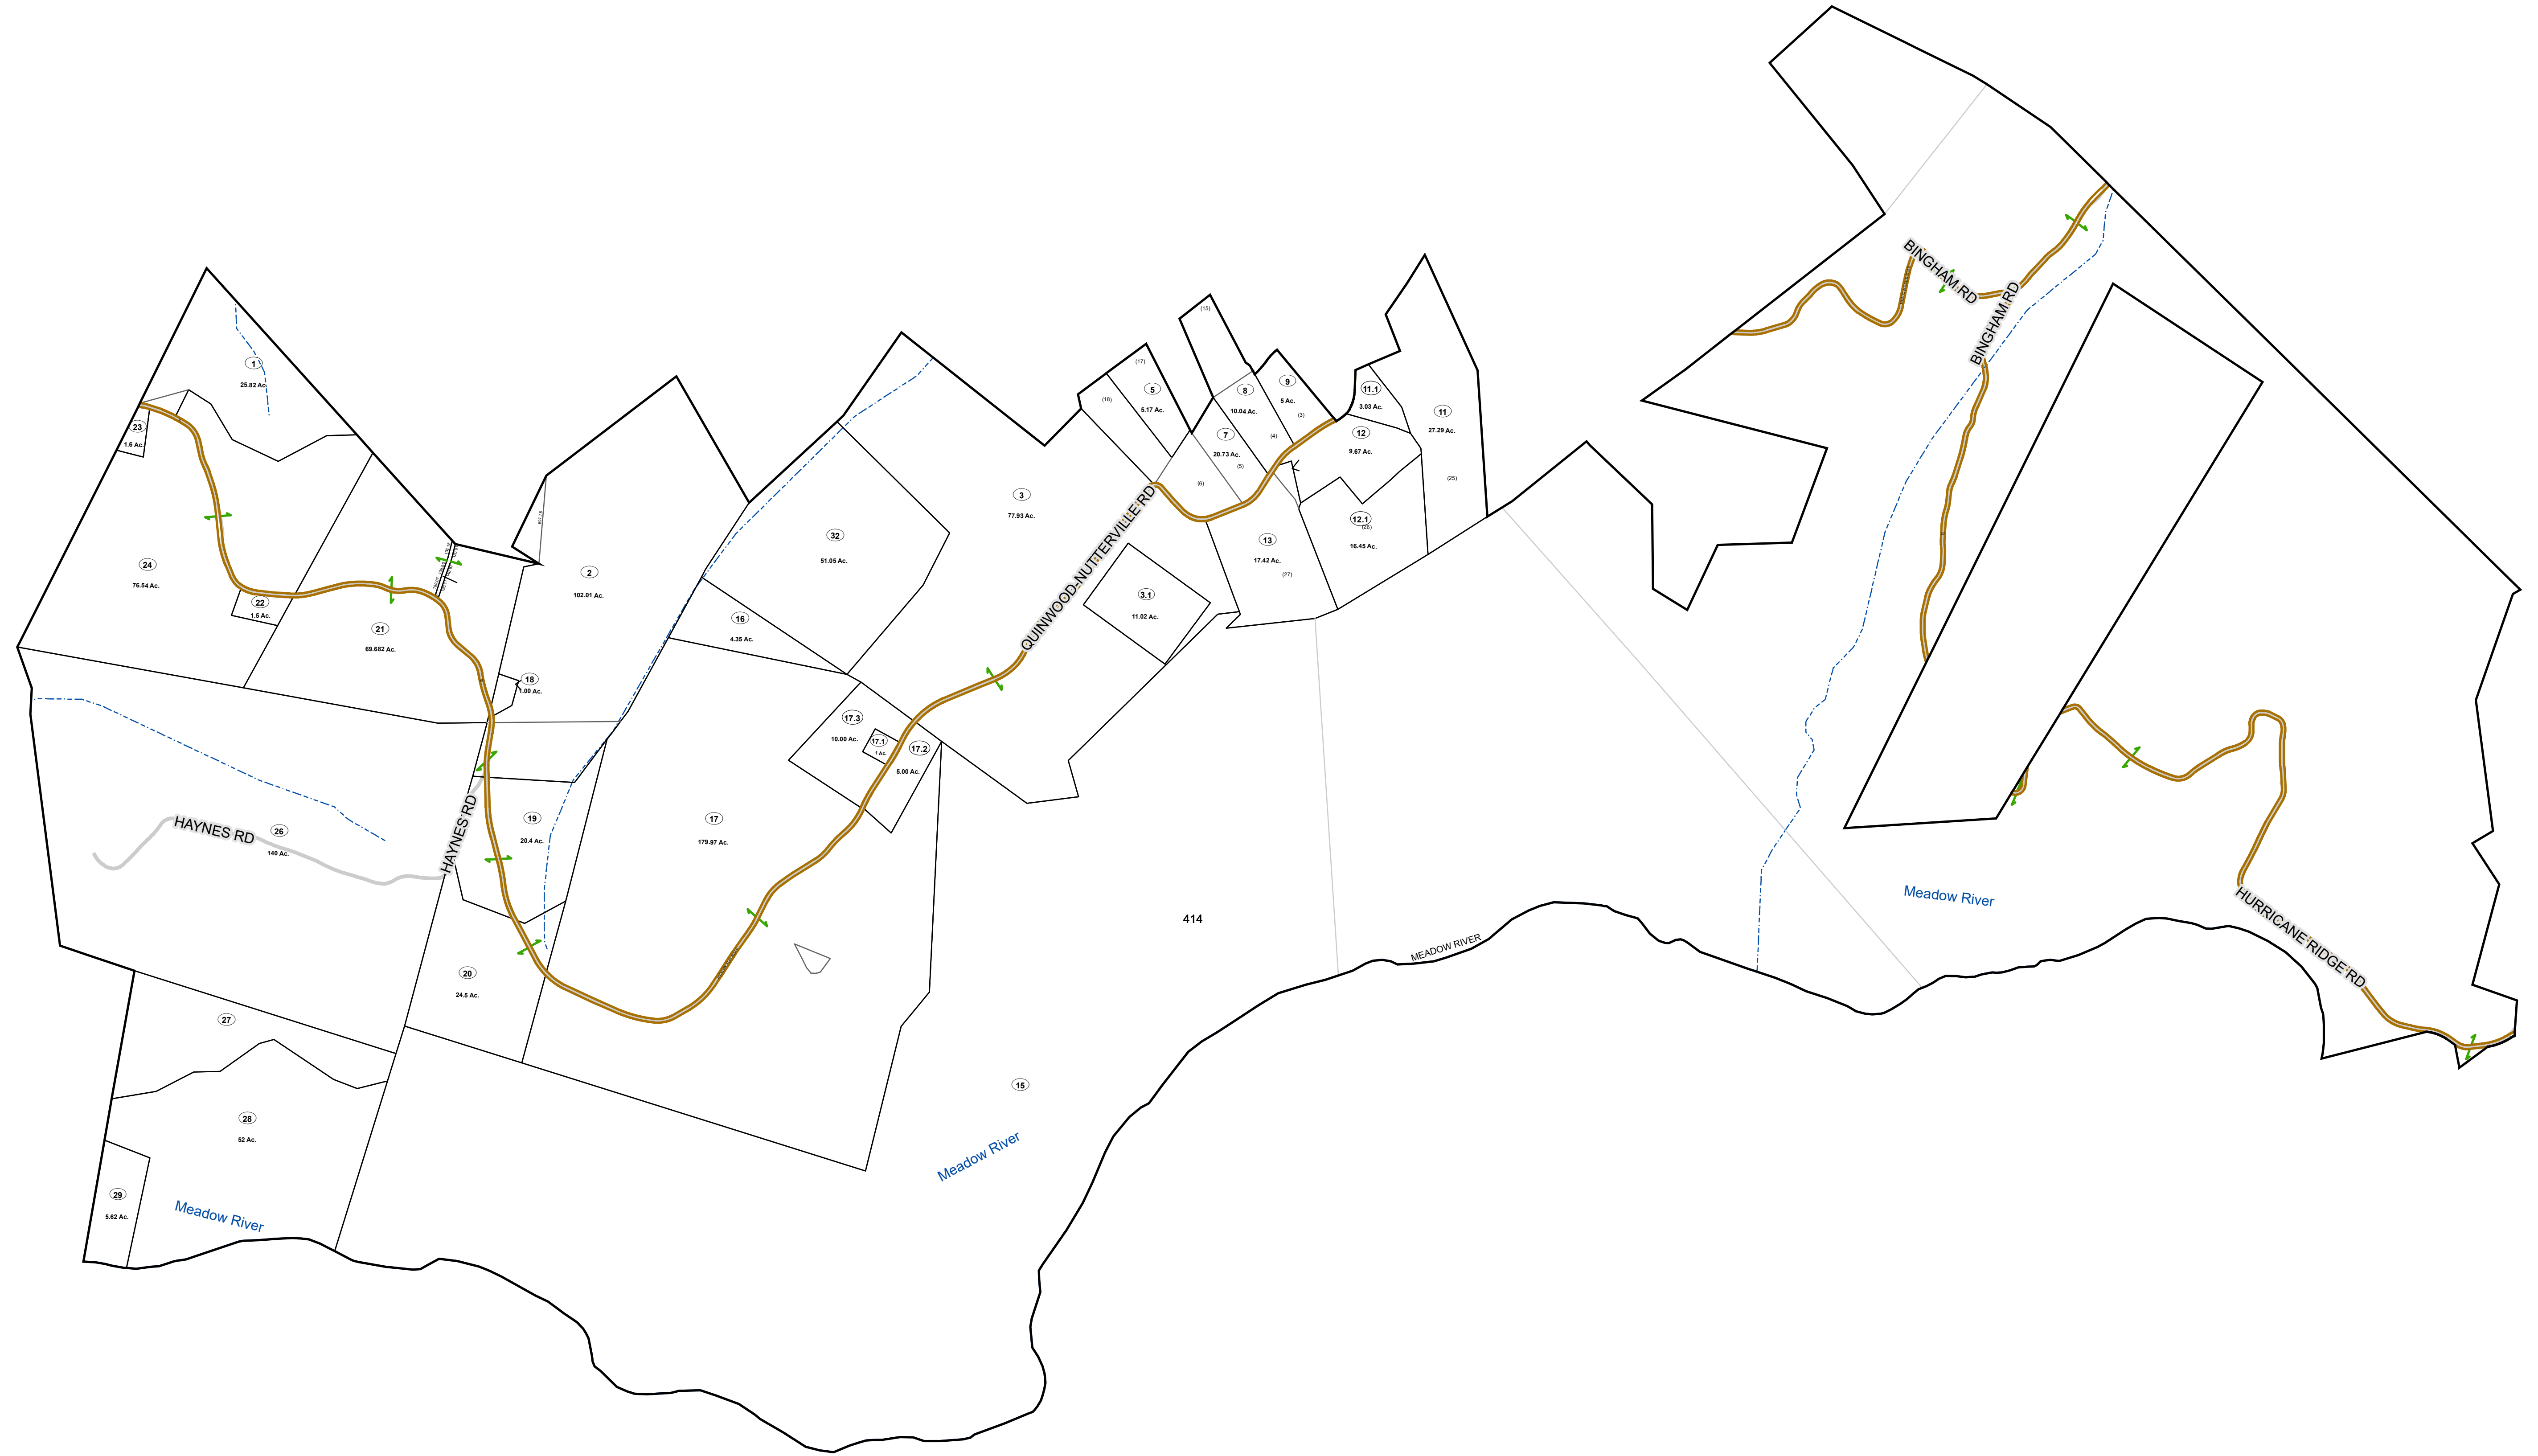 BINGHAM RD
BINGHAM RD
(15)
1
25.82 Ac.
(17)
(18)
5
5.17 Ac.
8
10.04 Ac.
9
5 Ac.
(3)
(4)
11.1
3.03 Ac.
11
27.29 Ac.
(25)
23
1.6 Ac.
7
20.73 Ac.
(5)
(6)
12
9.67 Ac.
3
77.93 Ac.
32
51.05 Ac.
QUINWOOD-NUTTERVILLE RD
12.1
(26)
16.45 Ac.
13
17.42 Ac.
(27)
24
76.54 Ac.
2
102.01 Ac.
3.1
11.02 Ac.
22
1.5 Ac.
21
69.682 Ac.
16
4.35 Ac.
18
1.00 Ac.
17.3
10.00 Ac.
17.1
1 Ac.
17.2
5.00 Ac.
HAYNES RD
26
140 Ac.
HAYNES RD
19
20.4 Ac.
17
179.97 Ac.
414
MEADOW RIVER
Meadow River
HURRICANE RIDGE RD
20
24.5 Ac.
27
15
28
52 Ac.
Meadow River
29
5.62 Ac.
Meadow River